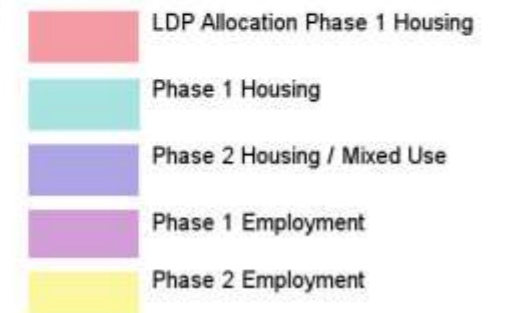 LDP Allocation Phase 1 Housing
Phase 1 Housing
Phase 2 Housing / Mixed Use
Phase 1 Employment
Phase 2 Employment